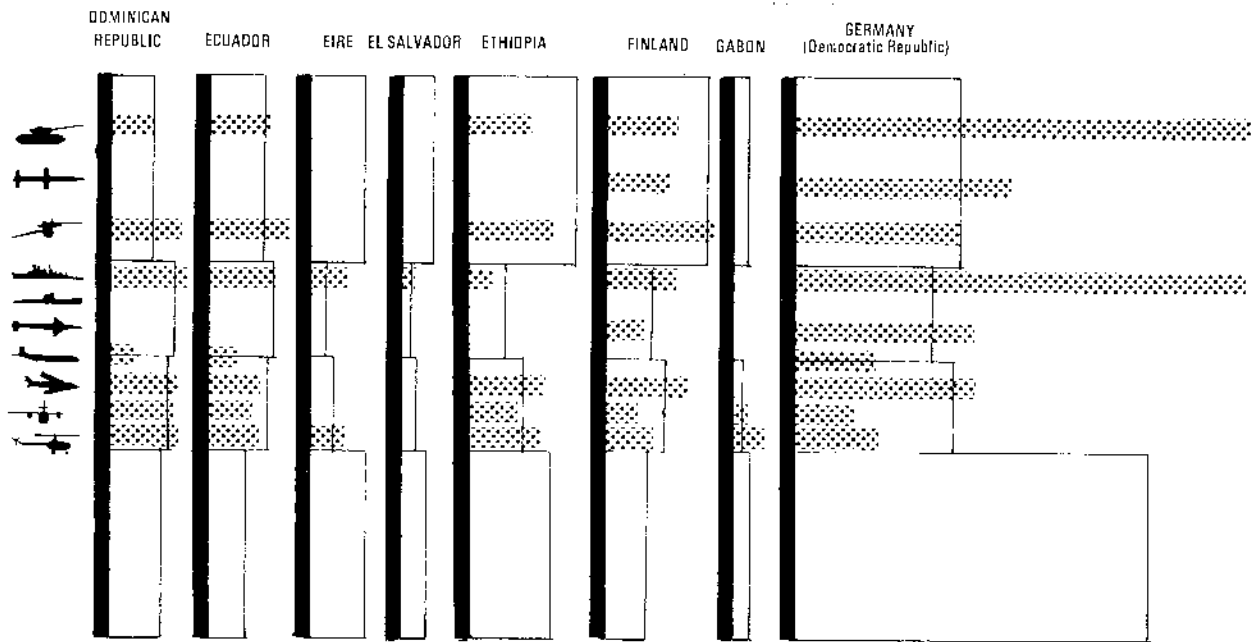 DOMINICAN
REPUBLIC
ECUADOR
EIRE
EL SALVADOR
ETHIOPIA
FINLAND
GABON
GERMANY
(Democratic Republic)